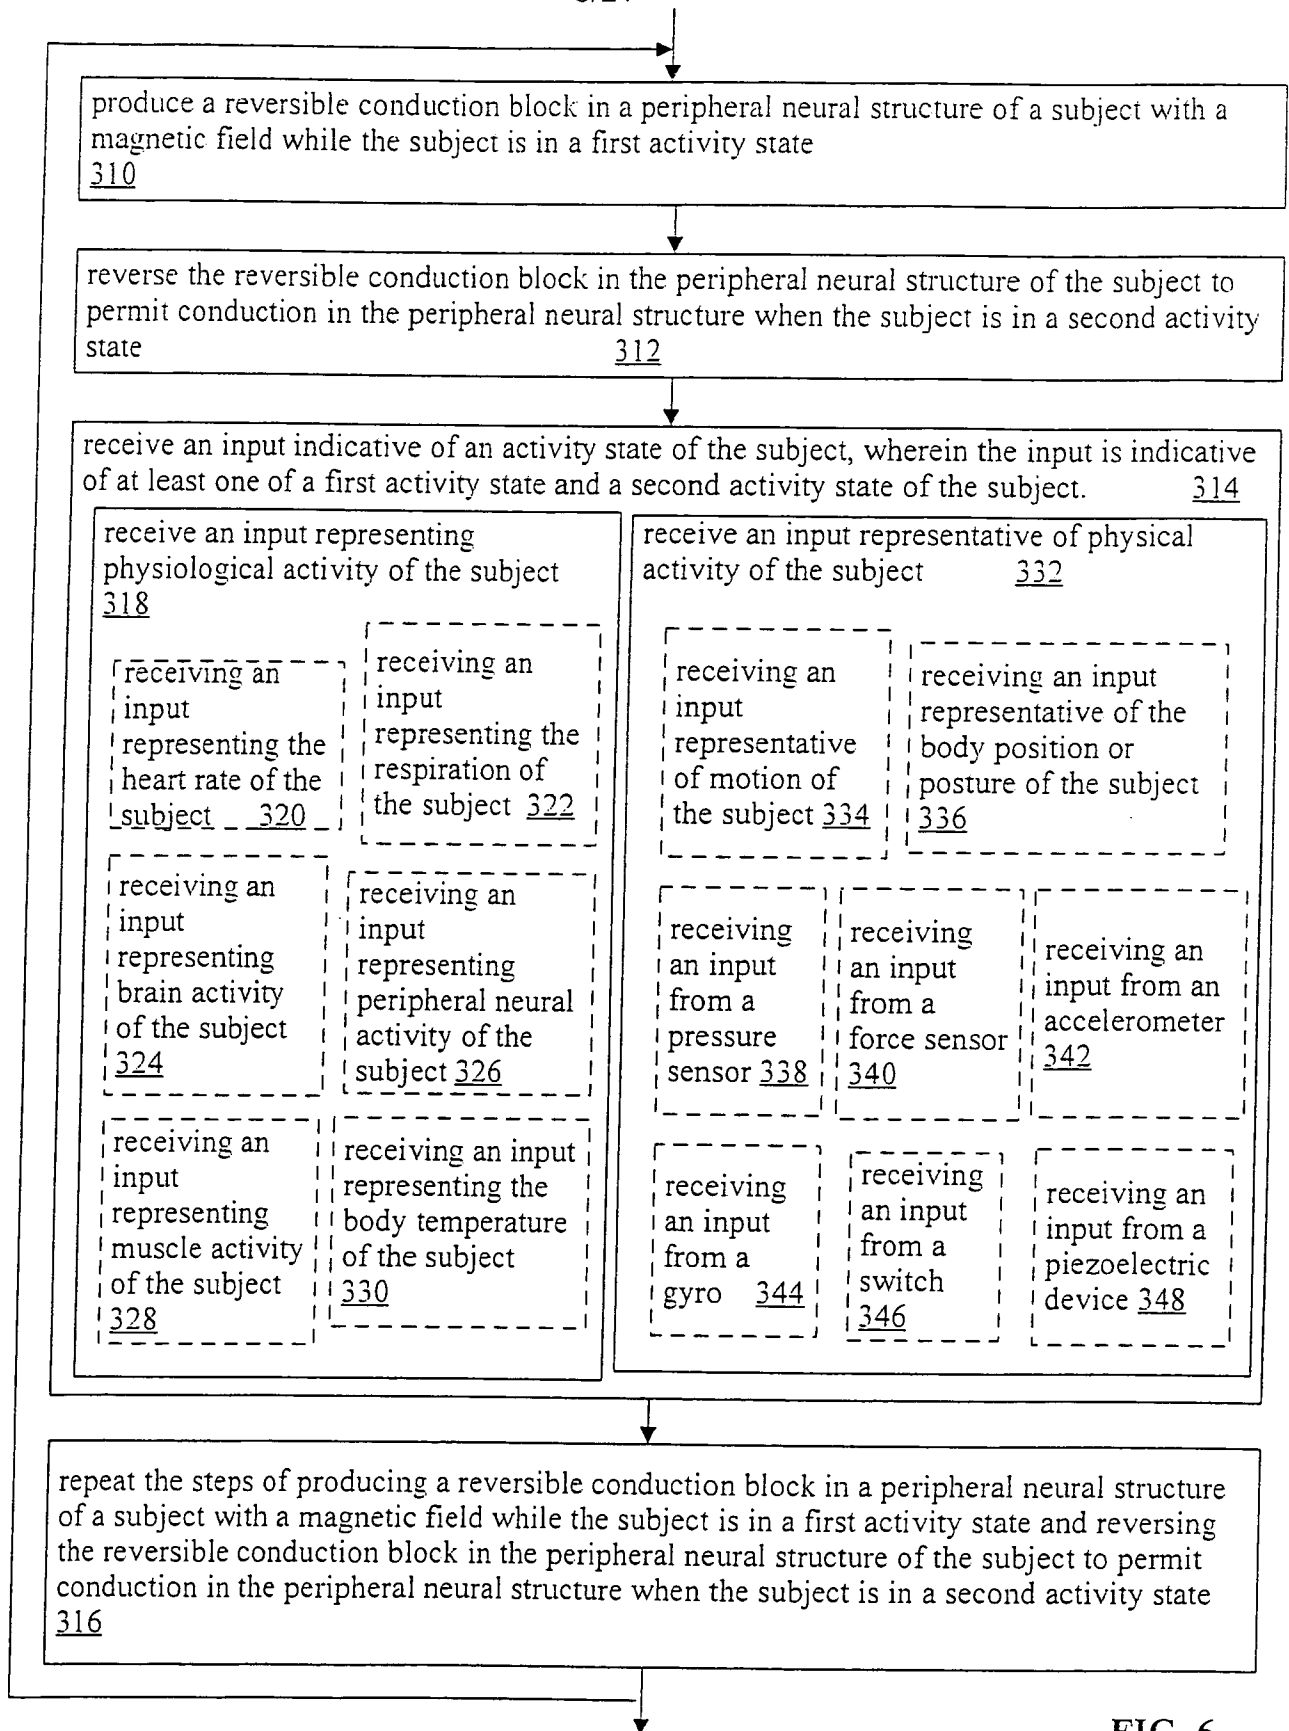 produce a reversible conduction block in a peripheral neural structure of a subject with a
magnetic field while the subject is in a first activity state
310
reverse the reversible conduction block in the peripheral neural structure of the subject to
permit conduction in the peripheral neural structure when the subject is in a second activity
state 312
receive an input indicative of an activity state of the subject, wherein the input is indicative
of at least one of a first activity state and a second activity state of the subject. 314
receive an input representing
physiological activity of the subject
318
receiving an
input
representing the
heart rate of the
subject 320
receiving an
input
representing the
respiration of
the subject 322
receiving an
input
representing
brain activity
of the subject
324
receiving an
input
representing
peripheral neural
activity of the
subject 326
receiving an
input
representing
muscle activity
of the subject
328
receiving an input
representing the
body temperature
of the subject
330
receive an input representative of physical
activity of the subject 332
receiving an
input
representative
of motion of
the subject 334
receiving an input
representative of the
body position or
posture of the subject
336
receiving
an input
from a
pressure
sensor 338
receiving
an input
from a
force sensor
340
receiving an
input from an
accelerometer
342
receiving
an input
from a
gyro 344
receiving
an input
from a
switch
346
receiving an
input from a
piezoelectric
device 348
repeat the steps of producing a reversible conduction block in a peripheral neural structure
of a subject with a magnetic field while the subject is in a first activity state and reversing
the reversible conduction block in the peripheral neural structure of the subject to permit
conduction in the peripheral neural structure when the subject is in a second activity state
316
FIG. 6